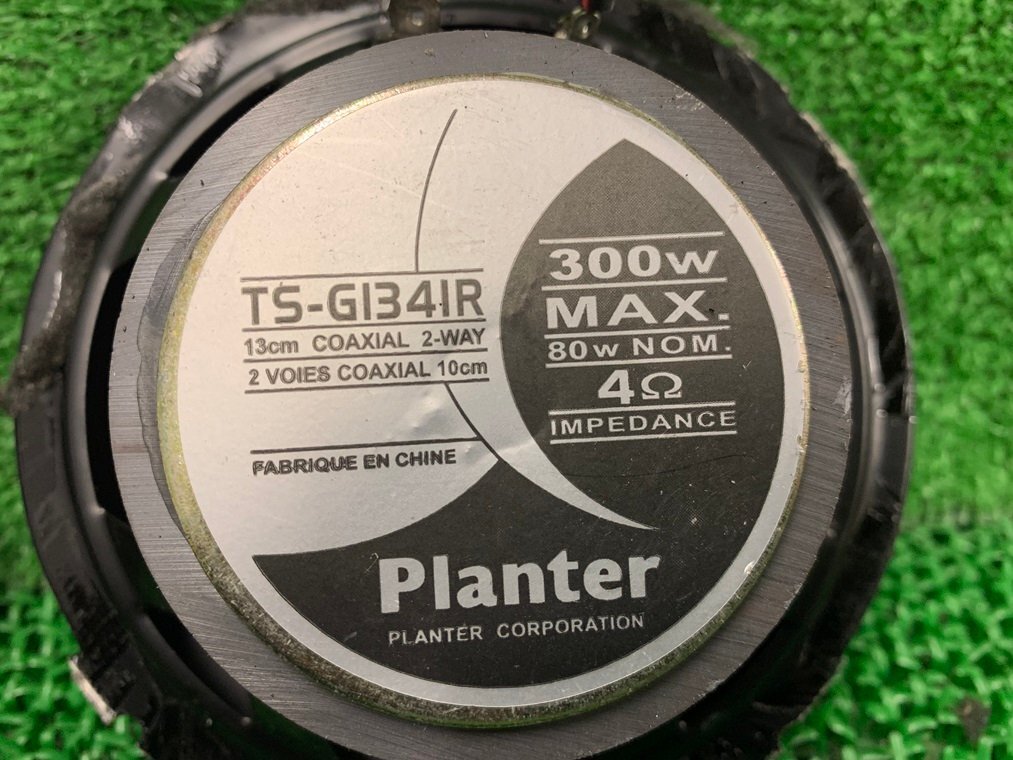 TS-G1341R
13cm COAXIAL 2-WAY
2 VOIES COAXIAL 10cm
FABRIQUE EN CHINE
300w
MAX.
80w NOM.
4Ω
IMPEDANCE
Planter
PLANTER CORPORATION